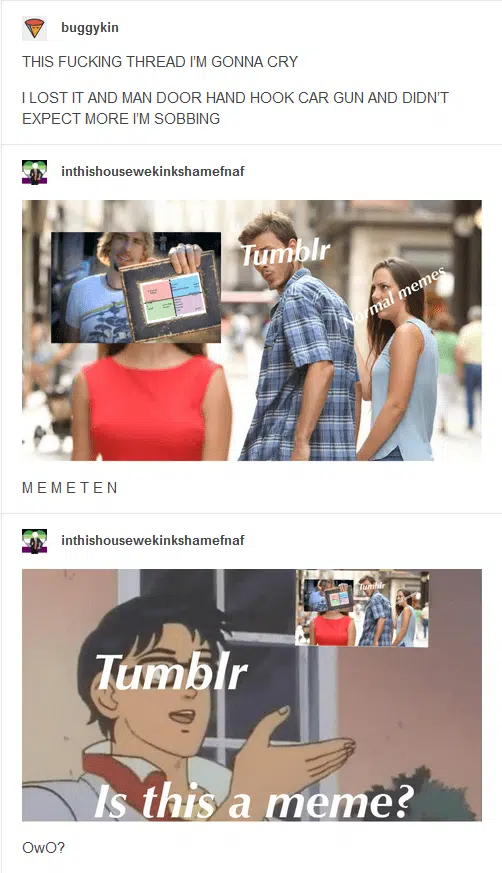 buggykin
THIS FUCKING THREAD I'M GONNA CRY
I LOST IT AND MAN DOOR HAND HOOK CAR GUN AND DIDN'T
EXPECT MORE I'M SOBBING
inthishousewekinkshamefnaf
Tumblr
Normal memes
M E M E T E N
inthishousewekinkshamefnaf
Tumblr
Tumblr
Is this a meme?
OwO?